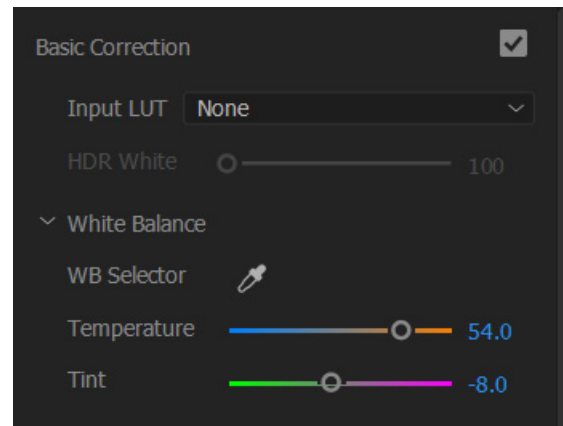 Basic Correction
Input LUT None
HDR White 100
White Balance
WB Selector
Temperature 54.0
Tint -8.0